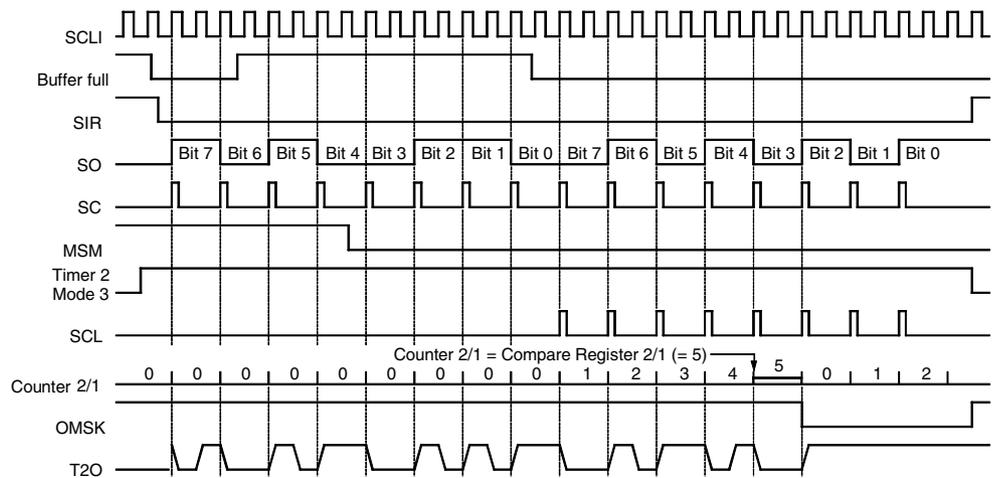 SCLI
Buffer full
SIR
SO Bit 7 Bit 6 Bit 5 Bit 4 Bit 3 Bit 2 Bit 1 Bit 0 Bit 7 Bit 6 Bit 5 Bit 4 Bit 3 Bit 2 Bit 1 Bit 0
SC
MSM
Timer 2
Mode 3
SCL
Counter 2/1 = Compare Register 2/1 (= 5)
Counter 2/1 0 0 0 0 0 0 0 0 0 1 2 3 4 5 0 1 2
OMSK
T2O